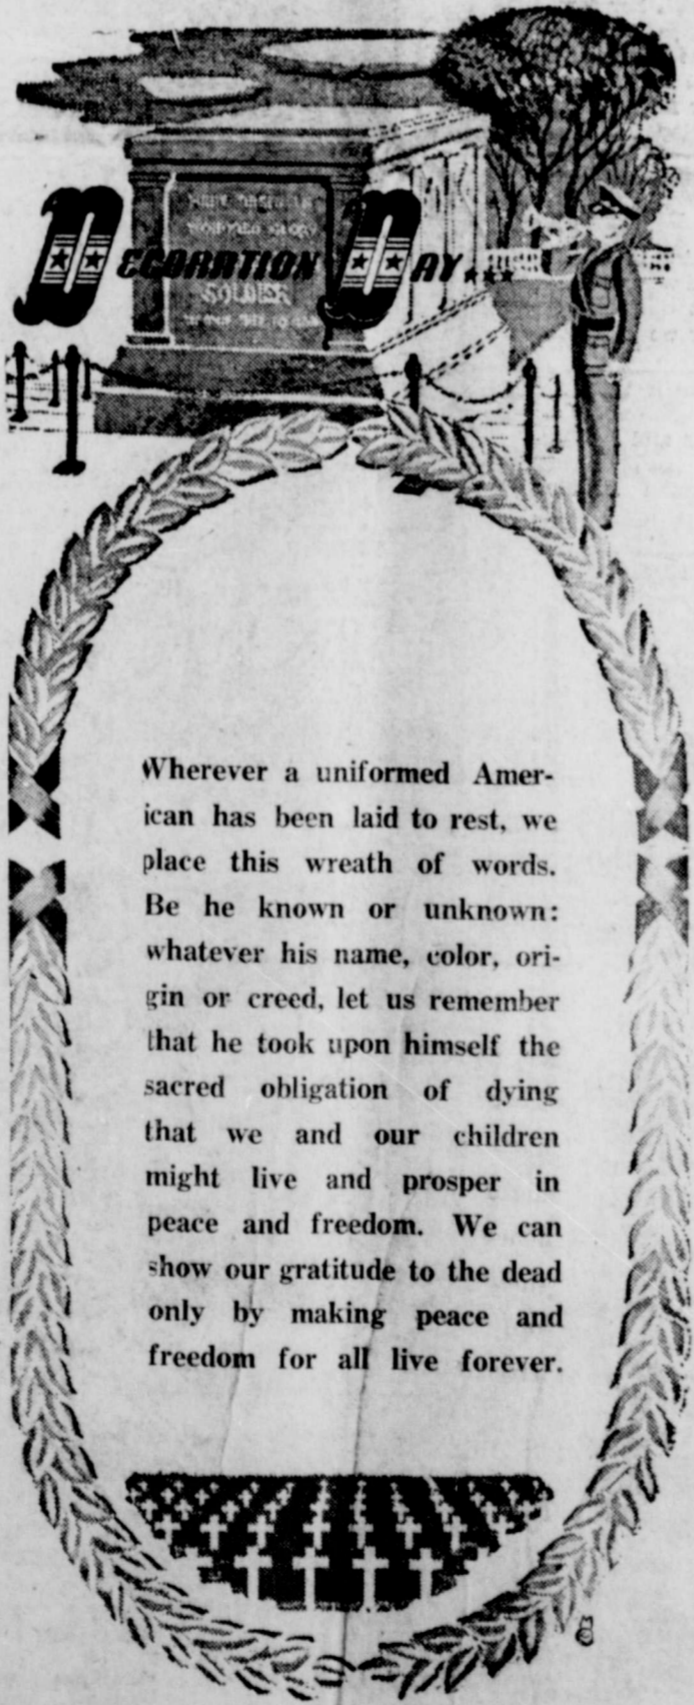 DECORATION DAY...
SOLDIER
Wherever a uniformed Amer-
ican has been laid to rest, we
place this wreath of words.
Be he known or unknown:
whatever his name, color, ori-
gin or creed, let us remember
that he took upon himself the
sacred obligation of dying
that we and our children
might live and prosper in
peace and freedom. We can
show our gratitude to the dead
only by making peace and
freedom for all live forever.